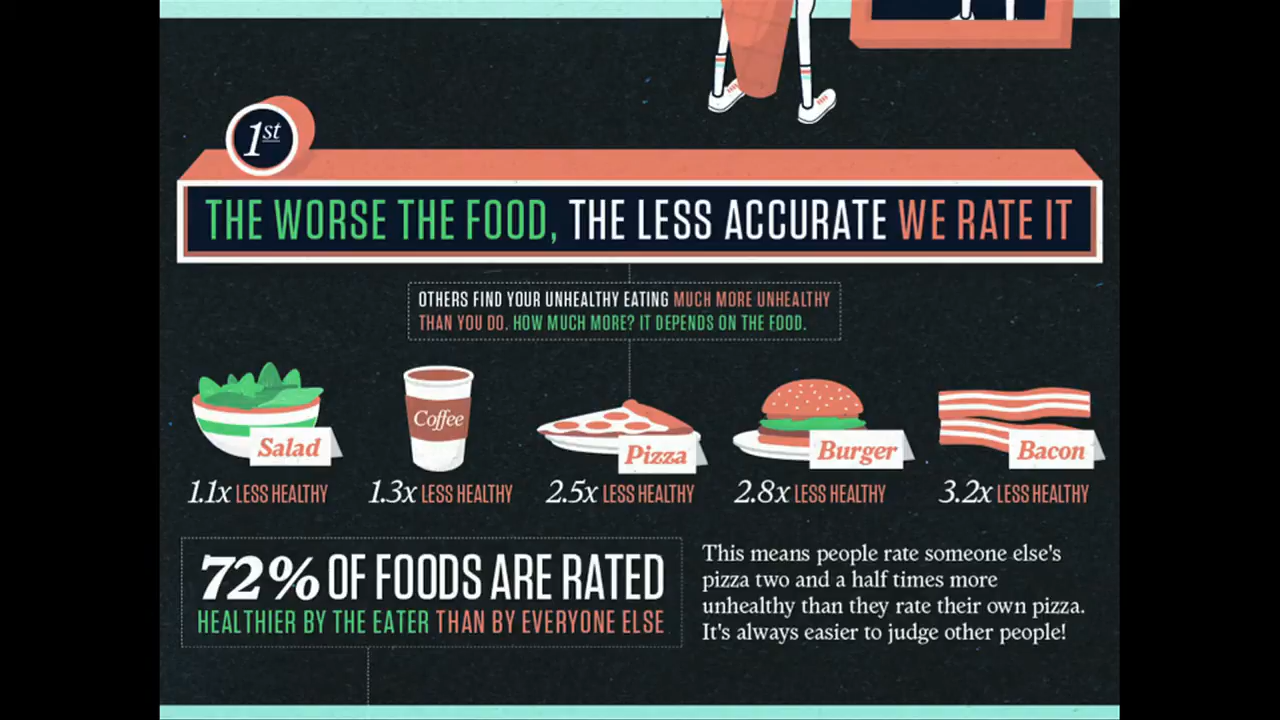 1st
THE WORSE THE FOOD, THE LESS ACCURATE WE RATE IT
OTHERS FIND YOUR UNHEALTHY EATING MUCH MORE UNHEALTHY
THAN YOU DO. HOW MUCH MORE? IT DEPENDS ON THE FOOD.
Salad
1.1x LESS HEALTHY
Coffee
1.3x LESS HEALTHY
Pizza
2.5x LESS HEALTHY
Burger
2.8x LESS HEALTHY
Bacon
3.2x LESS HEALTHY
72% OF FOODS ARE RATED
HEALTHIER BY THE EATER THAN BY EVERYONE ELSE
This means people rate someone else's
pizza two and a half times more
unhealthy than they rate their own pizza.
It's always easier to judge other people!